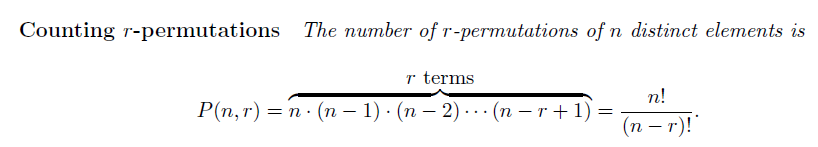 Counting r-permutations The number of r-permutations of n distinct elements is
r terms
P(n, r) = n · (n − 1) · (n − 2) · · · (n − r + 1) = n! / (n − r)!.